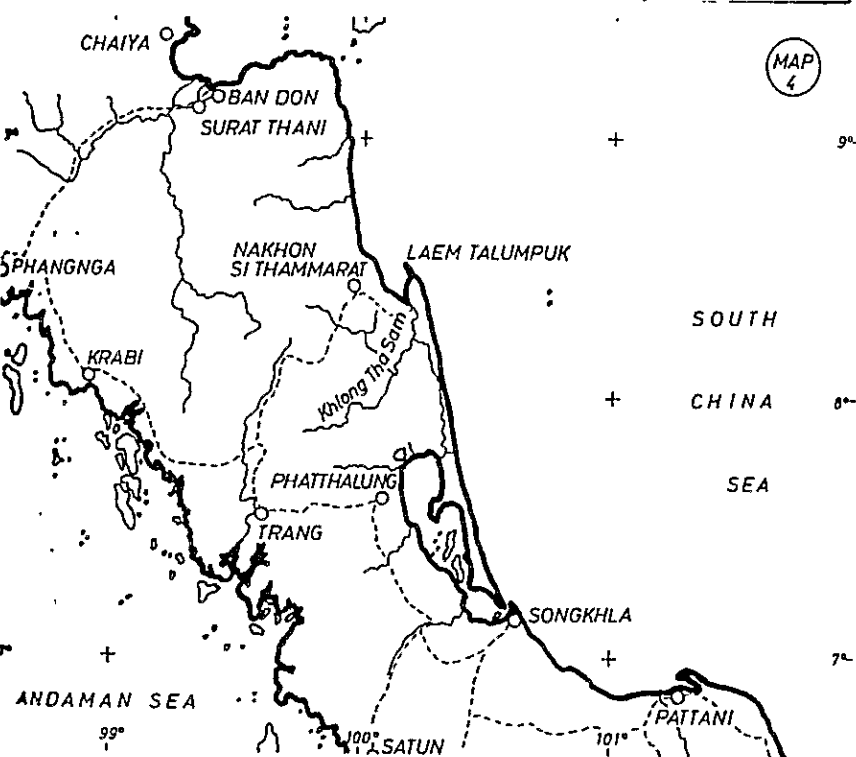 MAP
4
CHAIYA
BAN DON
SURAT THANI
9°
NAKHON
SI THAMMARAT
LAEM TALUMPUK
PHANGNGA
SOUTH
KRABI
Khlong Tha Sam
CHINA
8°
SEA
PHATTHALUNG
TRANG
SONGKHLA
7°
ANDAMAN SEA
PATTANI
99°
100°
101°
SATUN